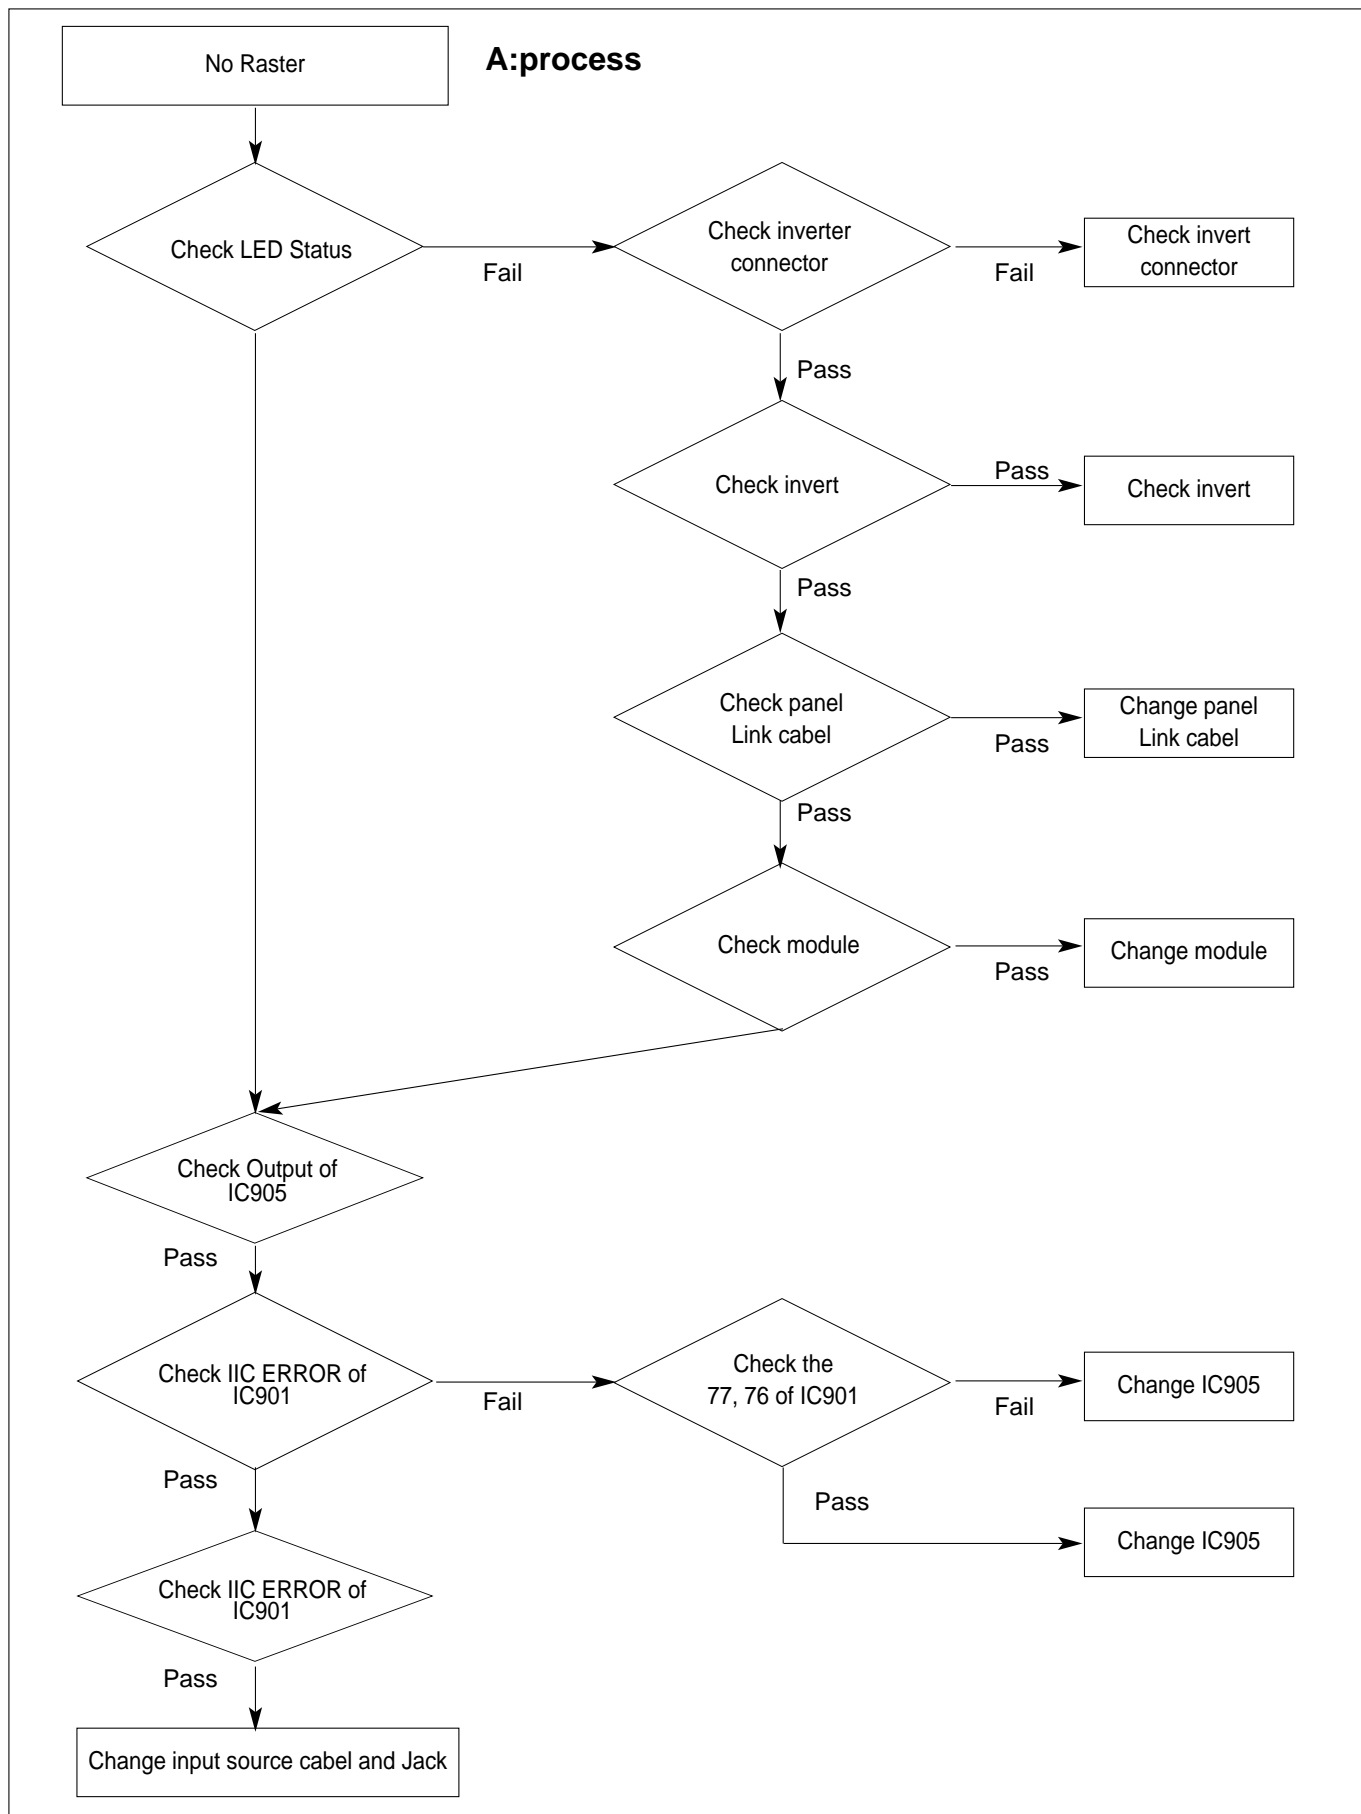 No Raster
A:process
Check LED Status
Fail
Check inverter
connector
Fail
Check invert
connector
Pass
Check invert
Pass
Check invert
Pass
Check panel
Link cabel
Pass
Change panel
Link cabel
Pass
Check module
Pass
Change module
Check Output of
IC905
Pass
Check IIC ERROR of
IC901
Fail
Check the
77, 76 of IC901
Fail
Change IC905
Pass
Pass
Change IC905
Check IIC ERROR of
IC901
Pass
Change input source cabel and Jack